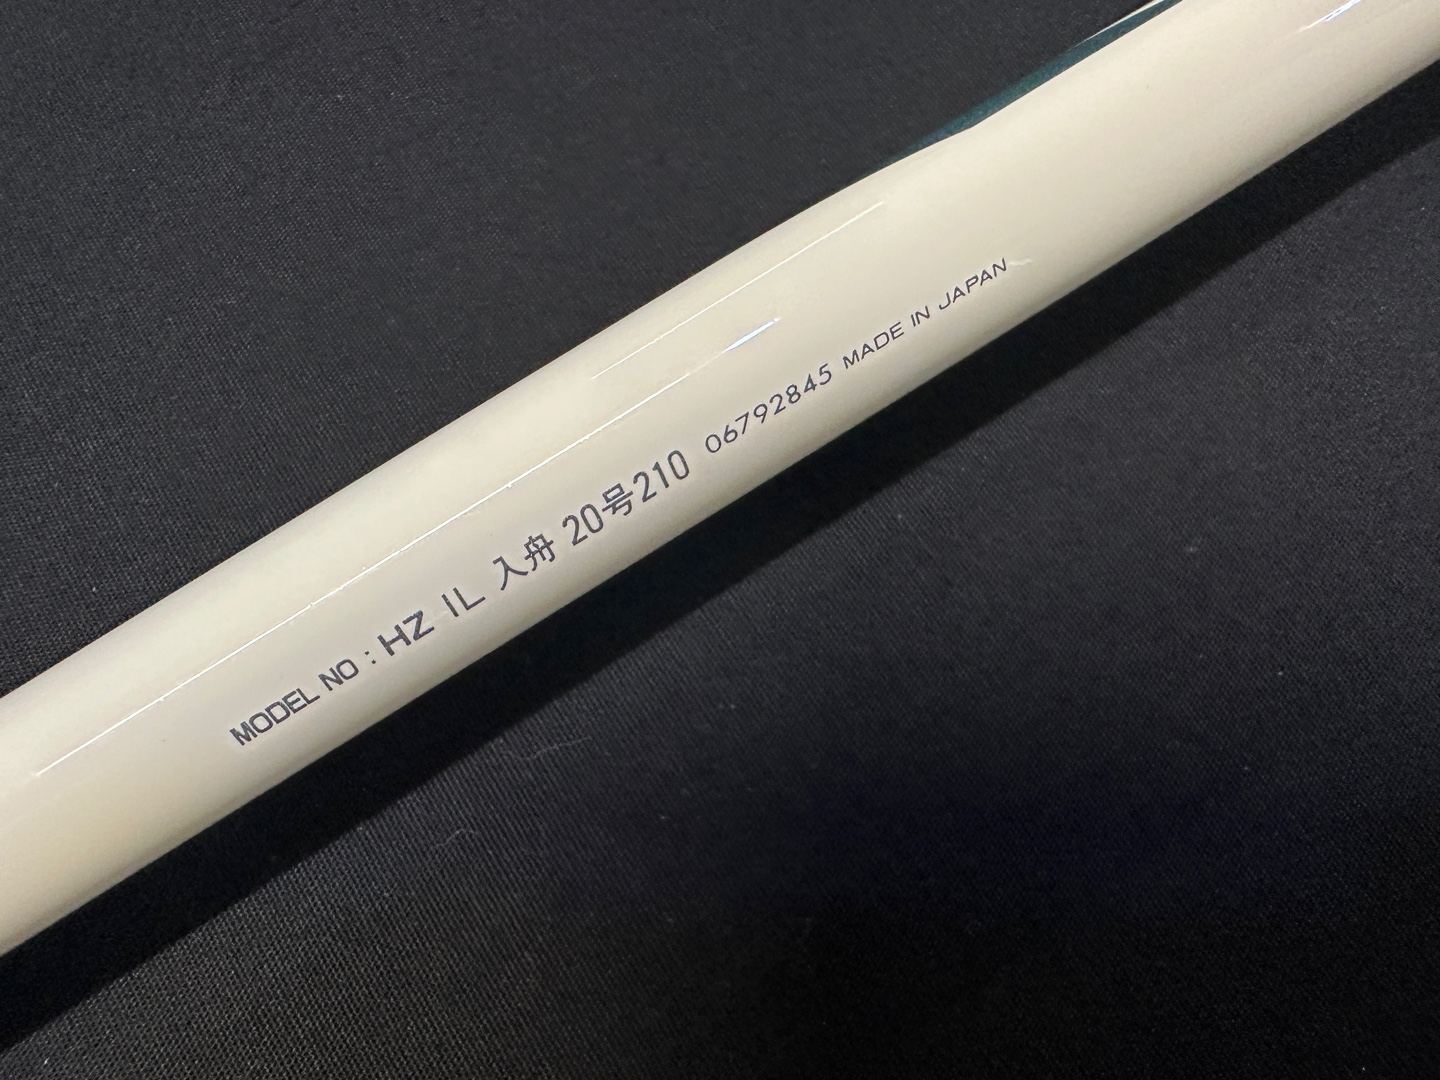 MODEL NO : HZ IL 入舟 20号210 06792845 MADE IN JAPAN